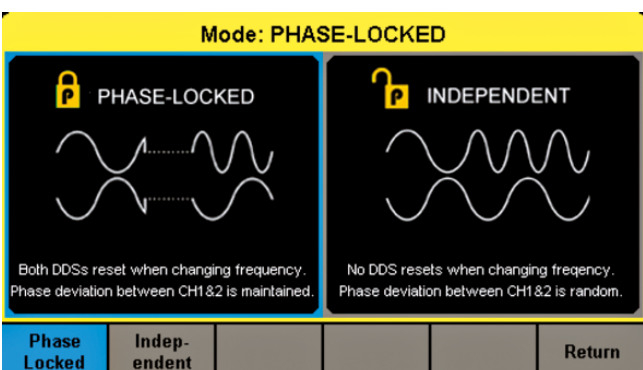 Mode: PHASE-LOCKED
P PHASE-LOCKED
P INDEPENDENT
Both DDSs reset when changing frequency.
Phase deviation between CH1&2 is maintained.
No DDS resets when changing freqency.
Phase deviation between CH1&2 is random.
Phase
Locked
Indep-
endent
Return